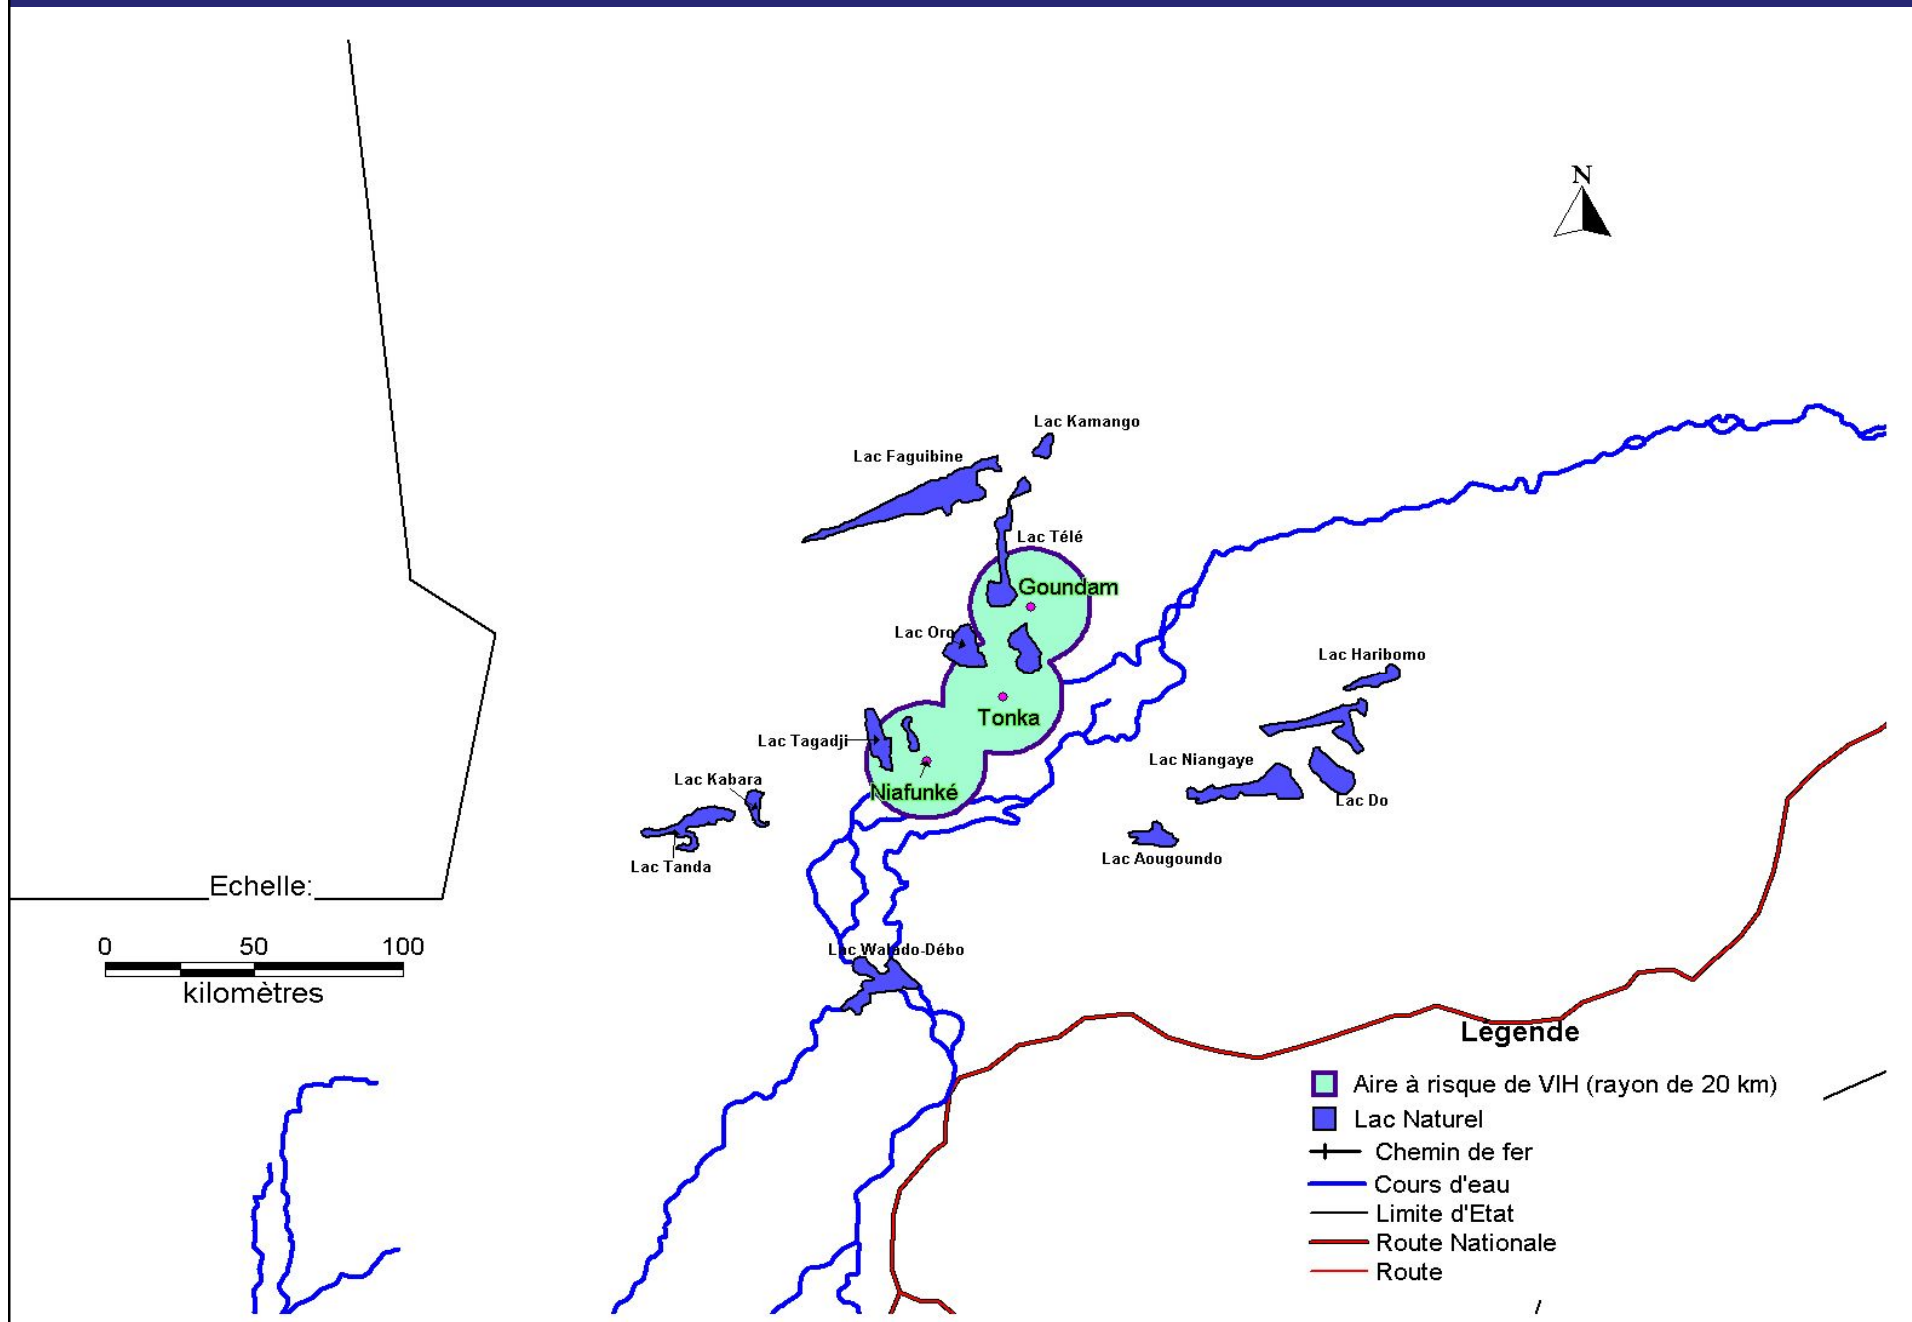 N
Lac Kamango
Lac Faguibine
Lac Télé
Goundam
Lac Oro
Lac Haribomo
Tonka
Lac Tagadji
Lac Niangaye
Lac Kabara
Niafunké
Lac Do
Lac Tanda
Lac Aougoundo
Echelle:
0 50 100
kilomètres
Lac Walado-Débo
Légende
Aire à risque de VIH (rayon de 20 km)
Lac Naturel
Chemin de fer
Cours d'eau
Limite d'Etat
Route Nationale
Route